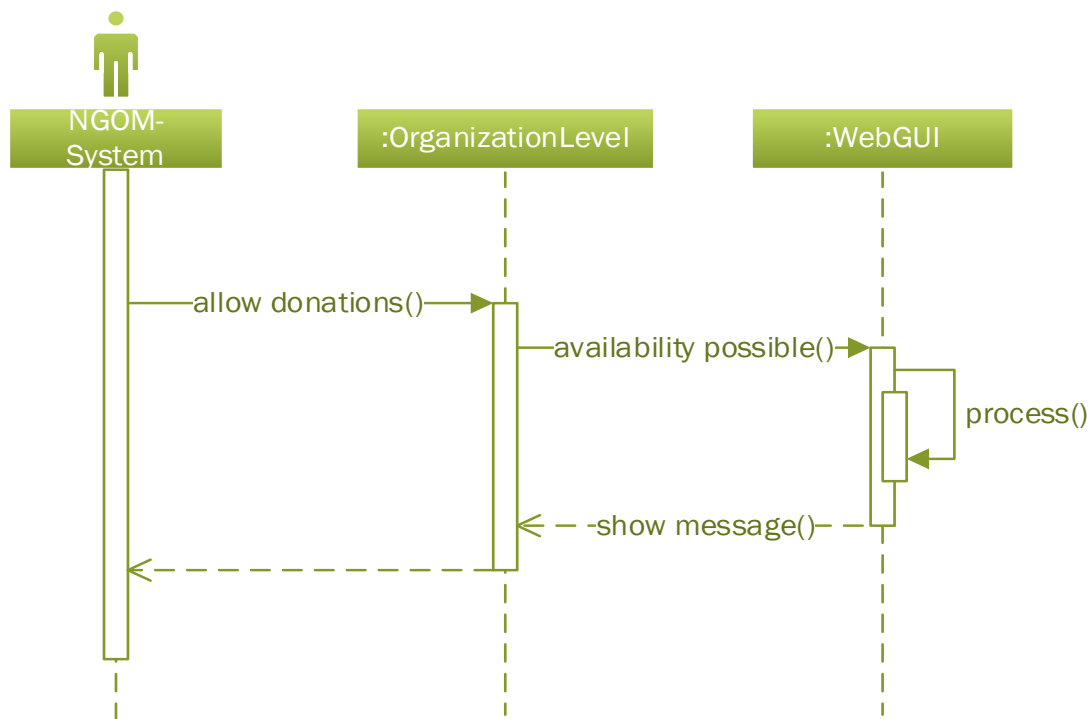 NGOM-
System
:OrganizationLevel
:WebGUI
allow donations()
availability possible()
process()
show message()